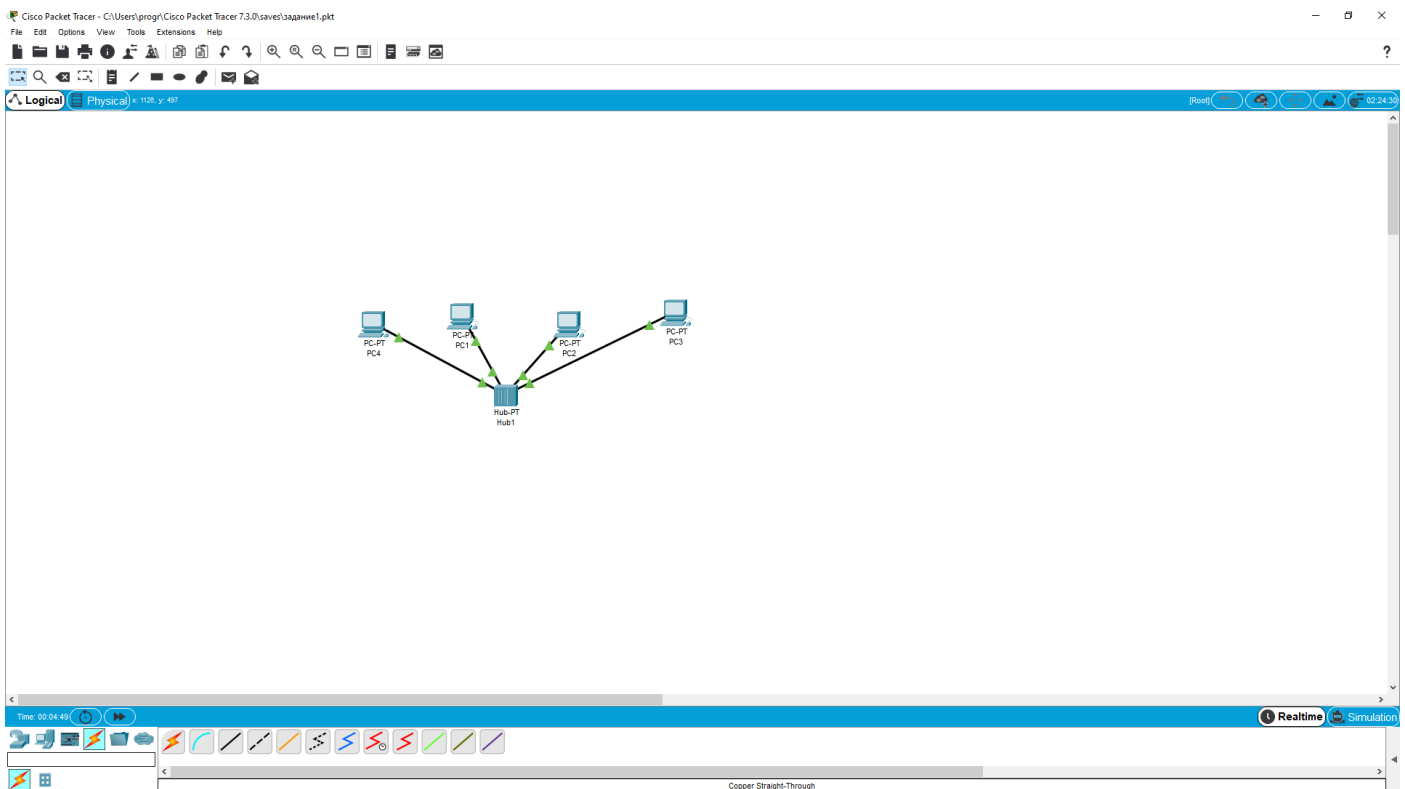 Cisco Packet Tracer - C:\Users\progr\Cisco Packet Tracer 7.3.0\saves\задание1.pkt
File Edit Options View Tools Extensions Help
?
Logical Physical x: 1126, y: 497 [Root] 02:24:30
PC-PT
PC4
PC-PT
PC1
PC-PT
PC2
PC-PT
PC3
Hub-PT
Hub1
Time: 00:04:49 Realtime Simulation
Copper Straight-Through